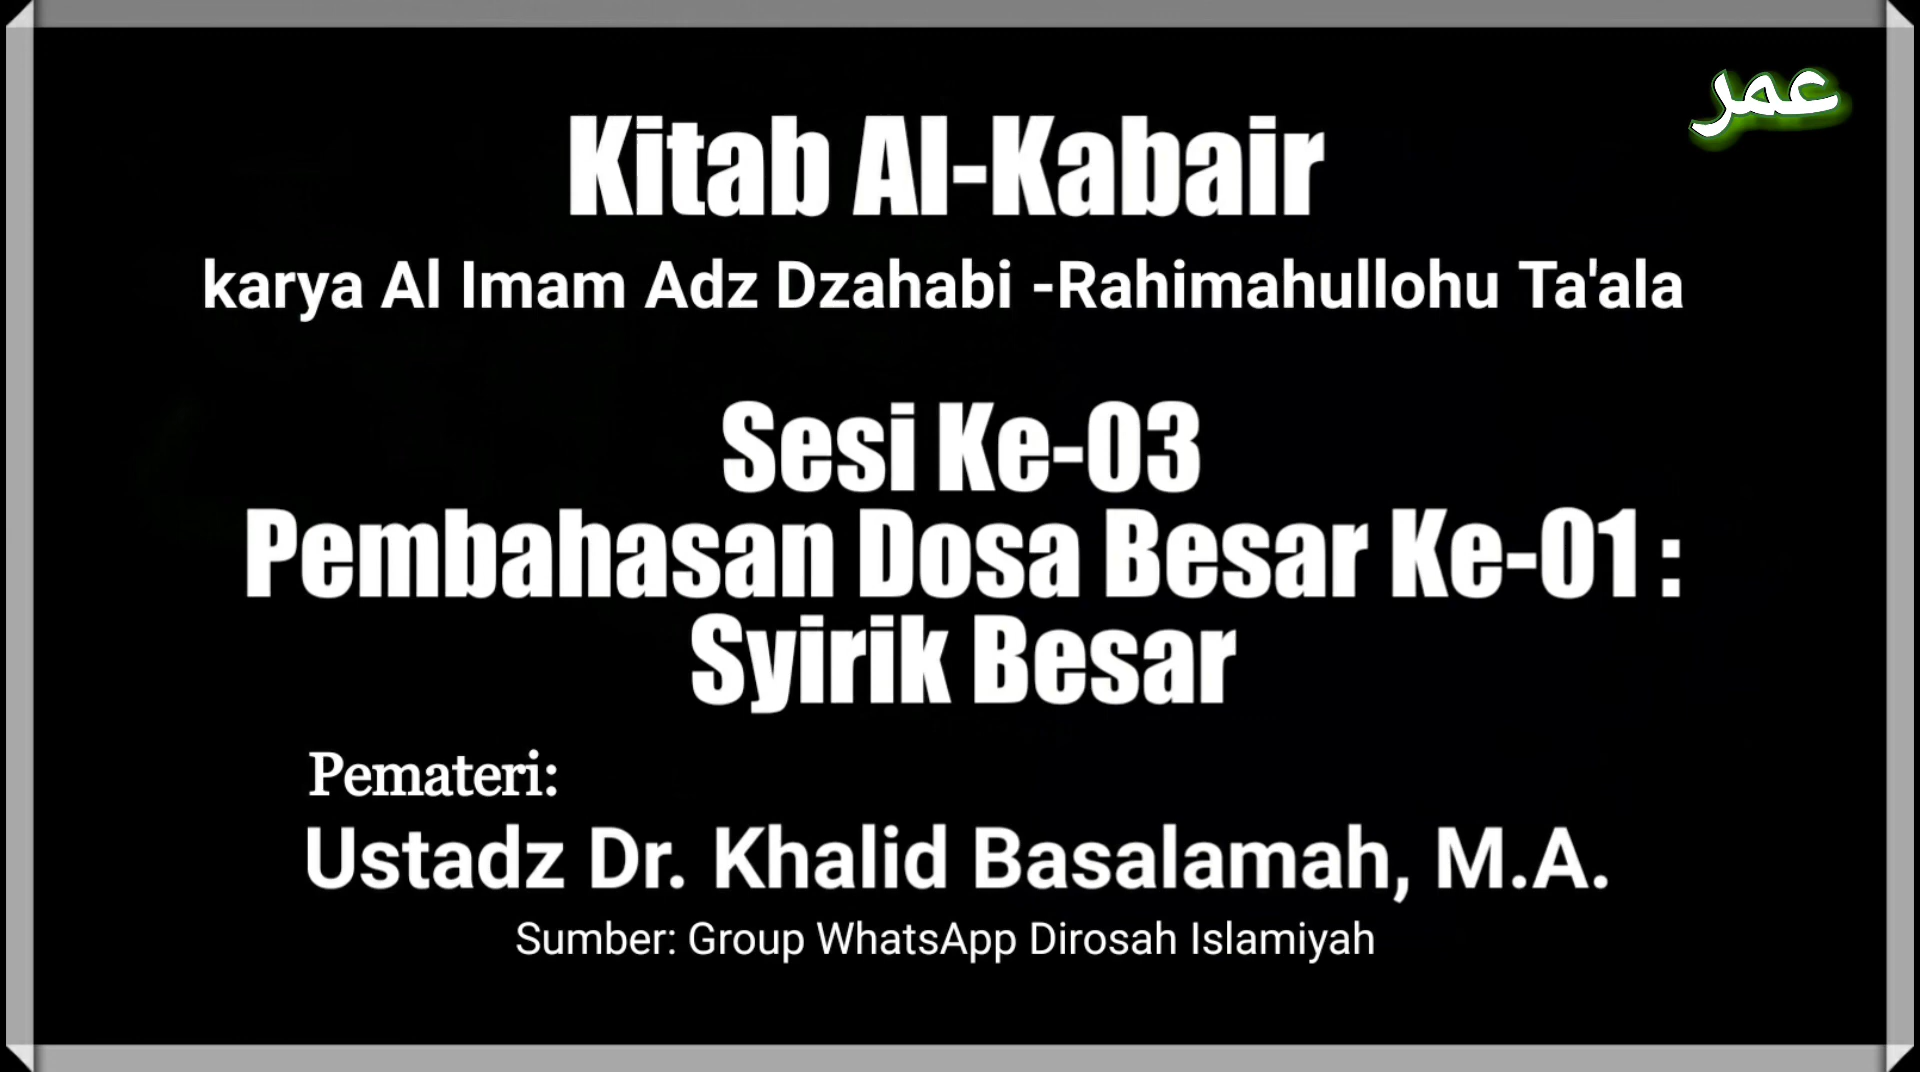 عمر
Kitab Al-Kabair
karya Al Imam Adz Dzahabi -Rahimahullohu Ta'ala
Sesi Ke-03
Pembahasan Dosa Besar Ke-01 :
Syirik Besar
Pemateri:
Ustadz Dr. Khalid Basalamah, M.A.
Sumber: Group WhatsApp Dirosah Islamiyah